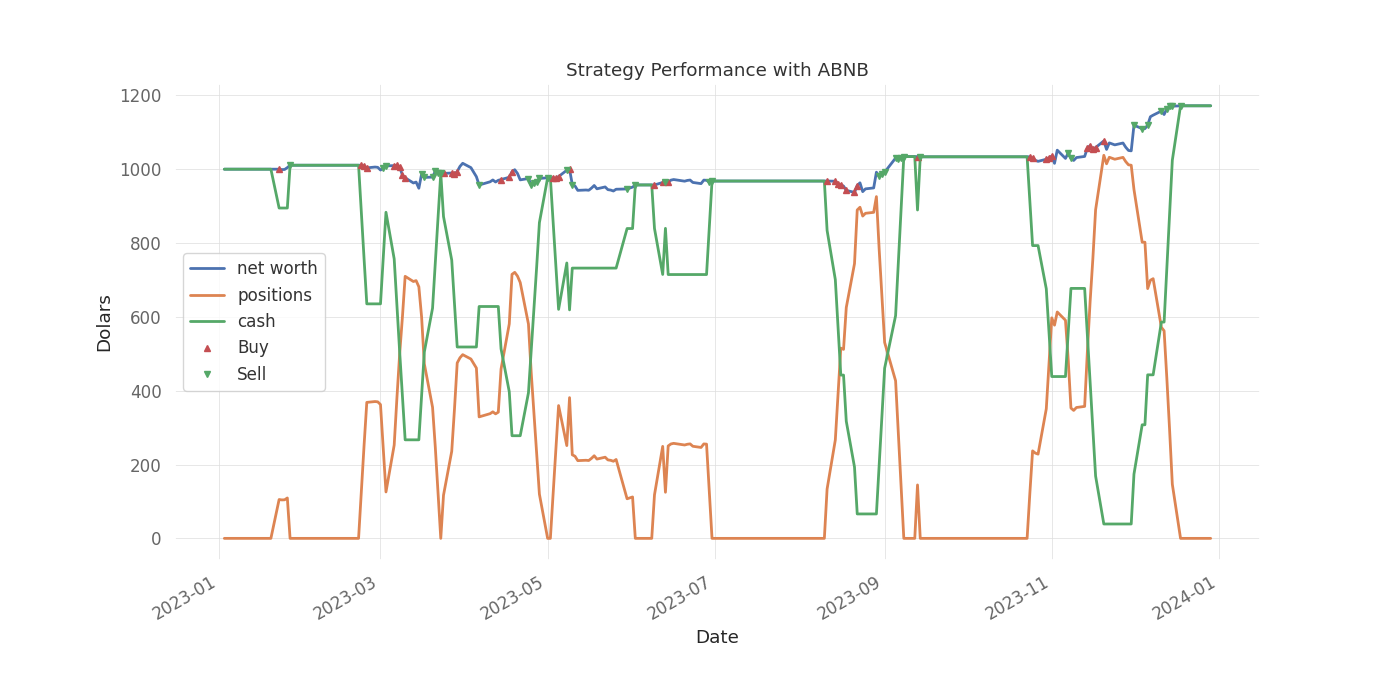 Strategy Performance with ABNB
1200
1000
800
600
400
200
0
Dolars
net worth
positions
cash
Buy
Sell
2023-01
2023-03
2023-05
2023-07
2023-09
2023-11
2024-01
Date